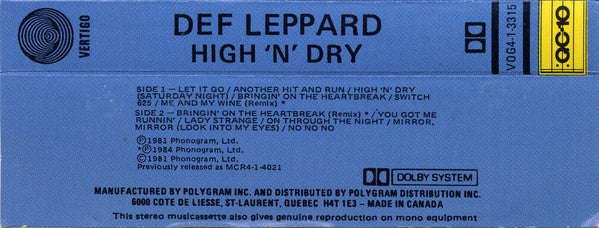 VERTIGO
DEF LEPPARD
HIGH 'N' DRY
VOG4-1-3315
QC-10
SIDE 1 — LET IT GO / ANOTHER HIT AND RUN / HIGH 'N' DRY
(SATURDAY NIGHT) / BRINGIN' ON THE HEARTBREAK / SWITCH
625 / ME AND MY WINE (Remix) *
SIDE 2 — BRINGIN' ON THE HEARTBREAK (Remix) * / YOU GOT ME
RUNNIN' / LADY STRANGE / ON THROUGH THE NIGHT / MIRROR,
MIRROR (LOOK INTO MY EYES) / NO NO NO
Ⓟ 1981 Phonogram, Ltd.
*Ⓟ 1984 Phonogram, Ltd.
© 1981 Phonogram, Ltd.
Previously released as MCR4-1-4021
DOLBY SYSTEM
MANUFACTURED BY POLYGRAM INC. AND DISTRIBUTED BY POLYGRAM DISTRIBUTION INC.
6000 COTE DE LIESSE, ST-LAURENT, QUEBEC H4T 1E3 – MADE IN CANADA
This stereo musicassette also gives genuine reproduction on mono equipment